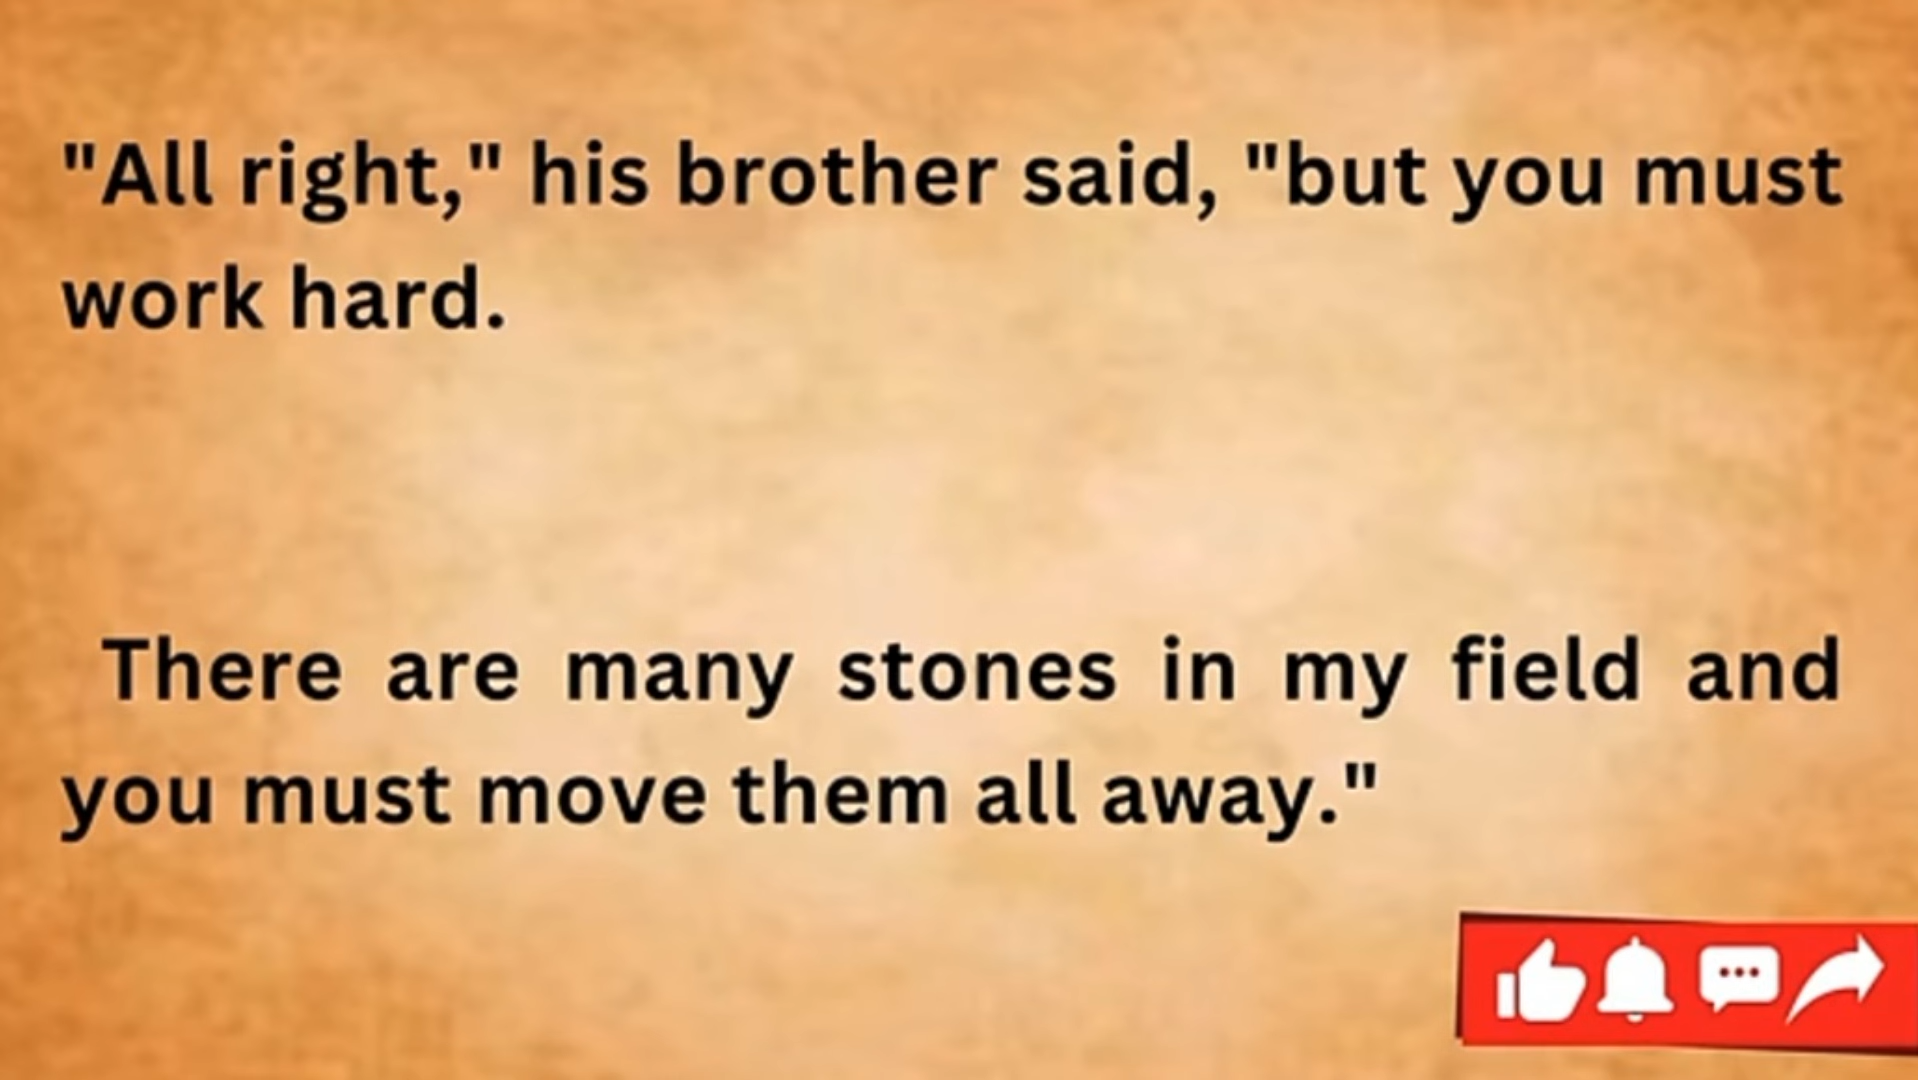 "All right," his brother said, "but you must
work hard.
There are many stones in my field and
you must move them all away."